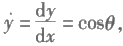 ẏ = dy/dx = cosθ,